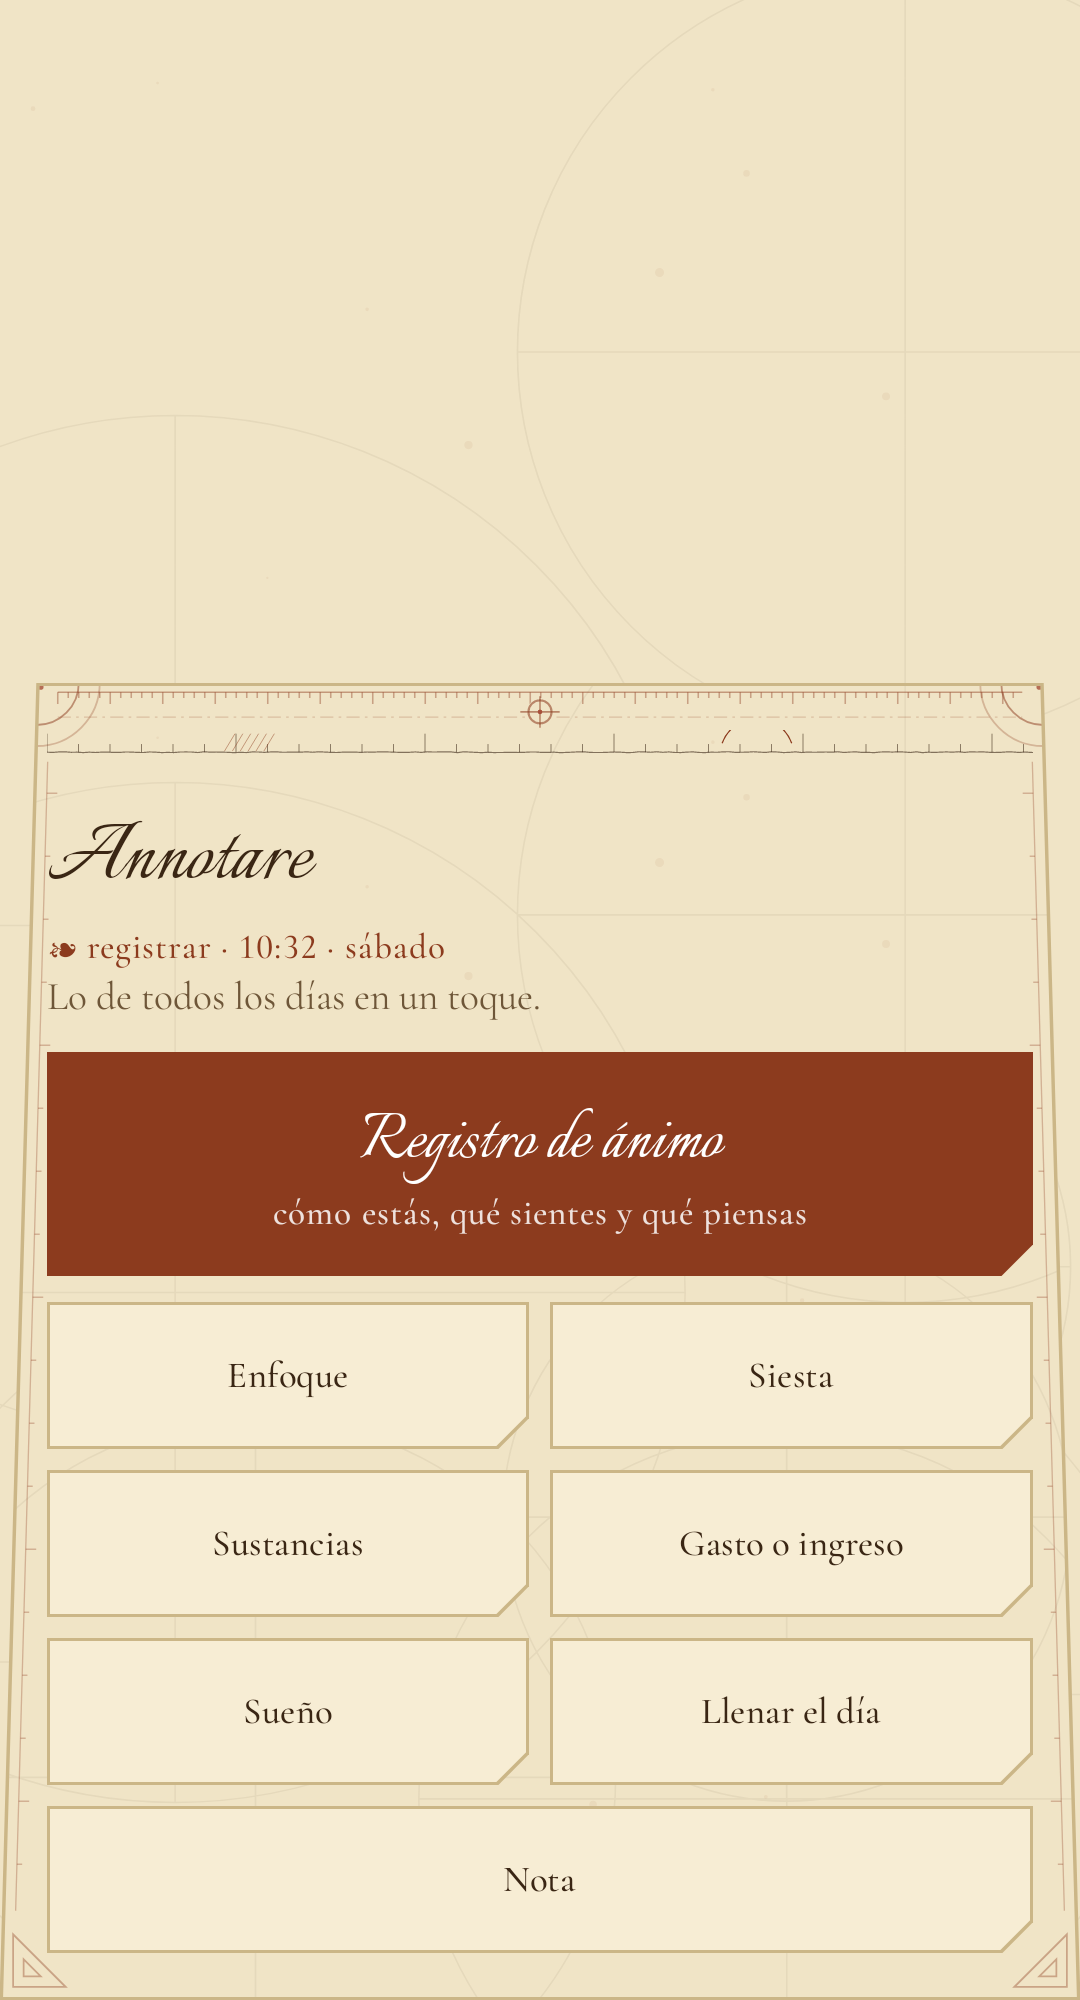 Annotare
❧ registrar · 10:32 · sábado
Lo de todos los días en un toque.
Registro de ánimo
cómo estás, qué sientes y qué piensas
Enfoque
Siesta
Sustancias
Gasto o ingreso
Sueño
Llenar el día
Nota